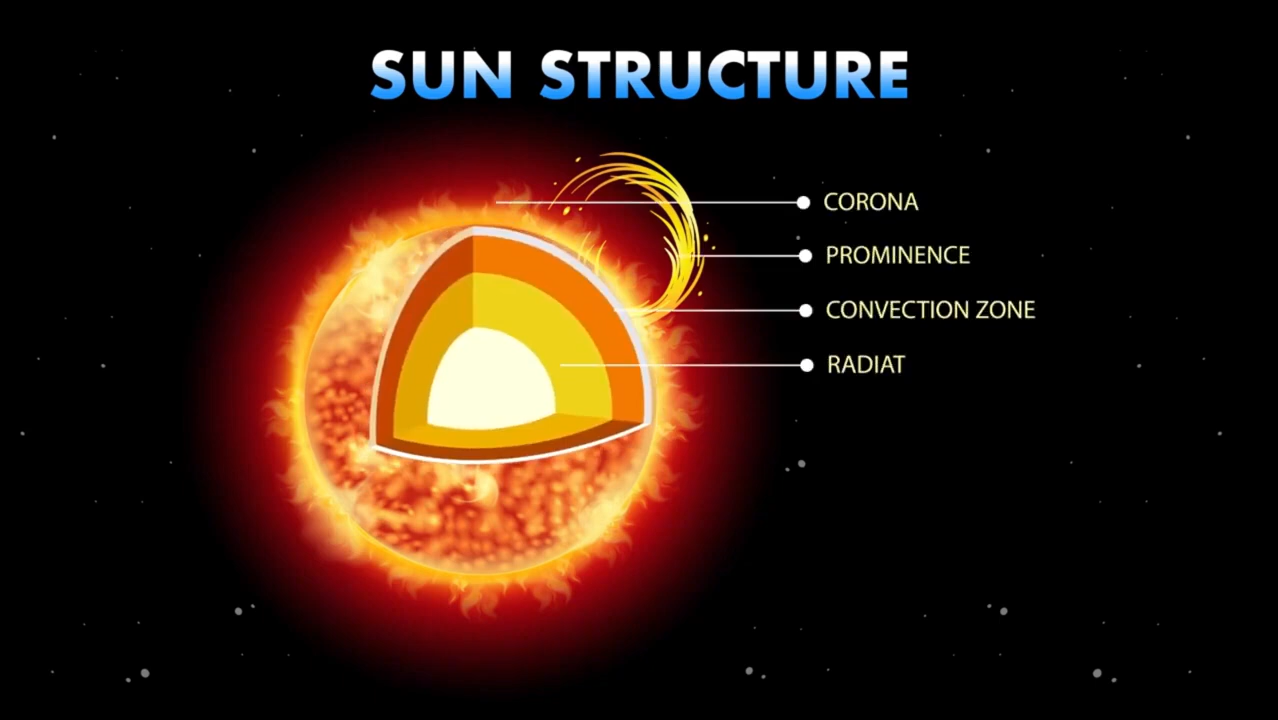 SUN STRUCTURE
CORONA
PROMINENCE
CONVECTION ZONE
RADIAT